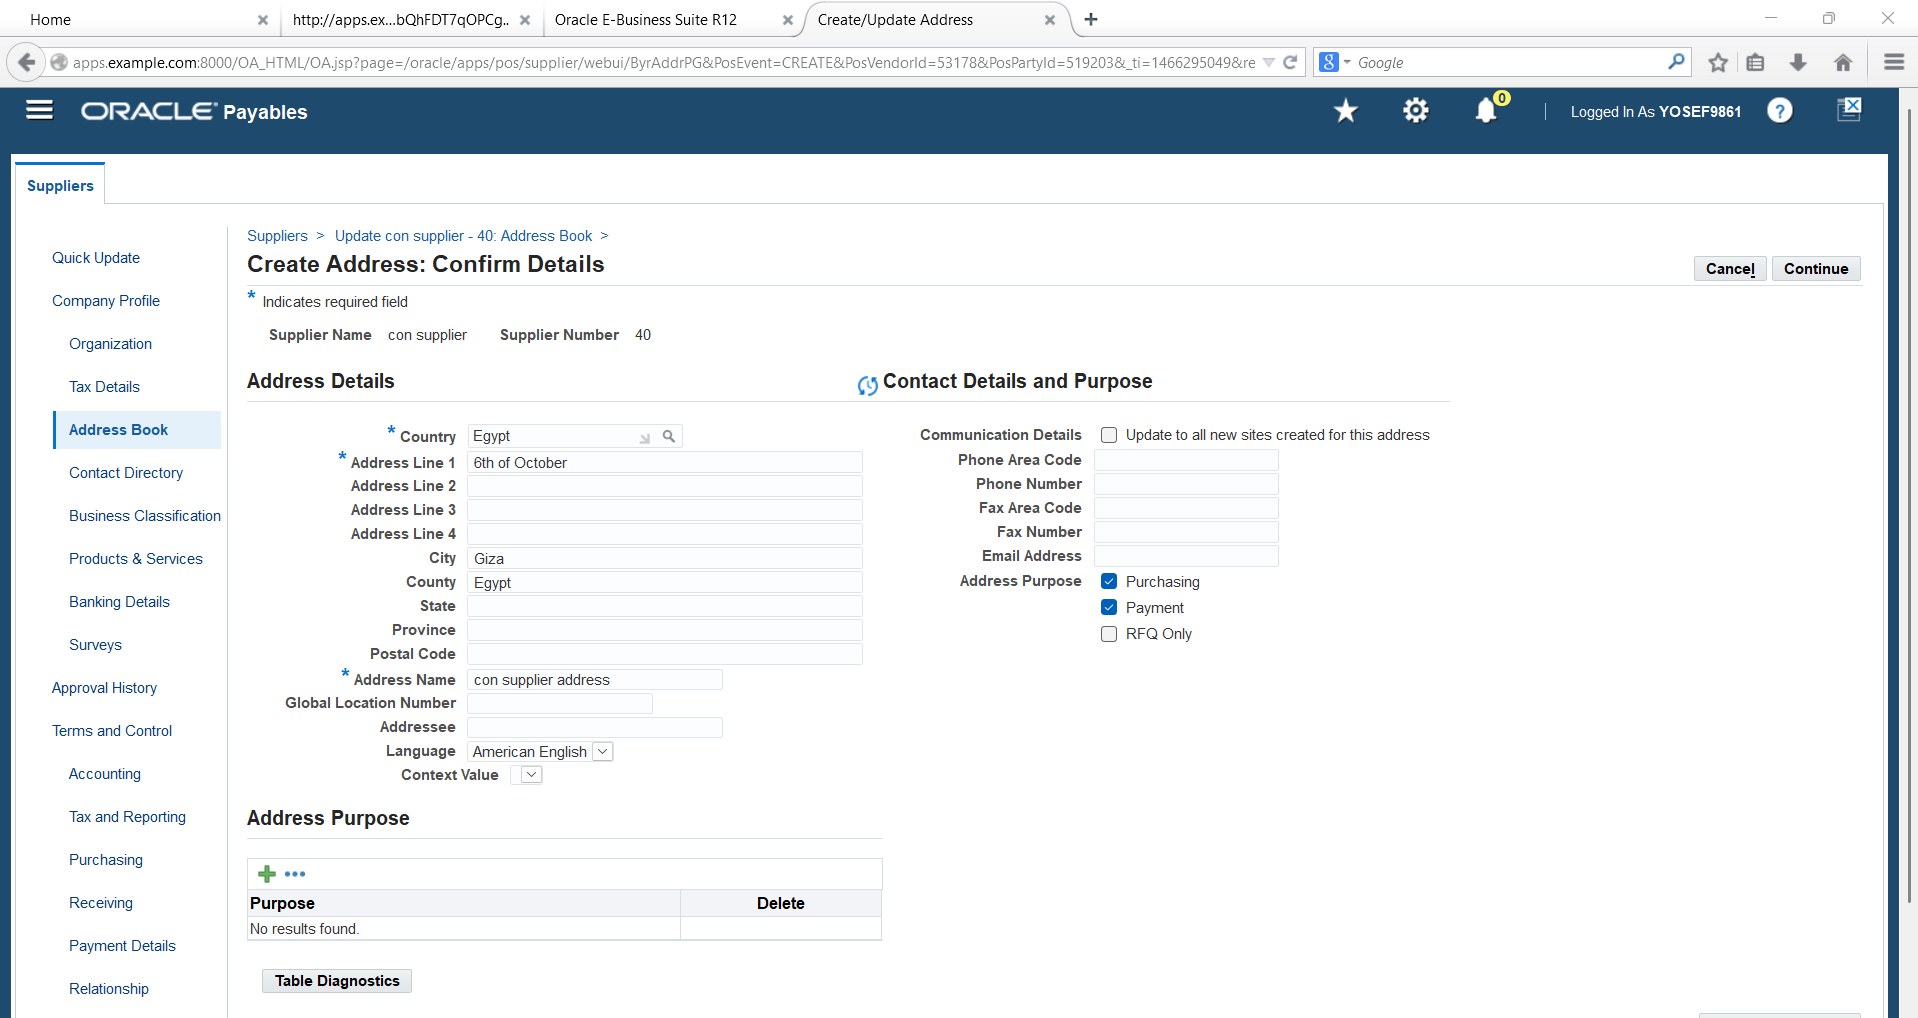 Home
http://apps.ex...bQhFDT7qOPCg..
Oracle E-Business Suite R12
Create/Update Address
apps.example.com:8000/OA_HTML/OA.jsp?page=/oracle/apps/pos/supplier/webui/ByrAddrPG&PosEvent=CREATE&PosVendorId=53178&PosPartyId=519203&_ti=1466295049&re
8
Google
ORACLE Payables
0
Logged In As YOSEF9861
?
Suppliers
Quick Update
Company Profile
Organization
Tax Details
Address Book
Contact Directory
Business Classification
Products & Services
Banking Details
Surveys
Approval History
Terms and Control
Accounting
Tax and Reporting
Purchasing
Receiving
Payment Details
Relationship
Suppliers > Update con supplier - 40: Address Book >
Create Address: Confirm Details
Cancel
Continue
* Indicates required field
Supplier Name con supplier Supplier Number 40
Address Details
* Country Egypt
* Address Line 1 6th of October
Address Line 2
Address Line 3
Address Line 4
City Giza
County Egypt
State
Province
Postal Code
* Address Name con supplier address
Global Location Number
Addressee
Language American English
Context Value
Contact Details and Purpose
Communication Details Update to all new sites created for this address
Phone Area Code
Phone Number
Fax Area Code
Fax Number
Email Address
Address Purpose Purchasing
Payment
RFQ Only
Address Purpose
Purpose Delete
No results found.
Table Diagnostics